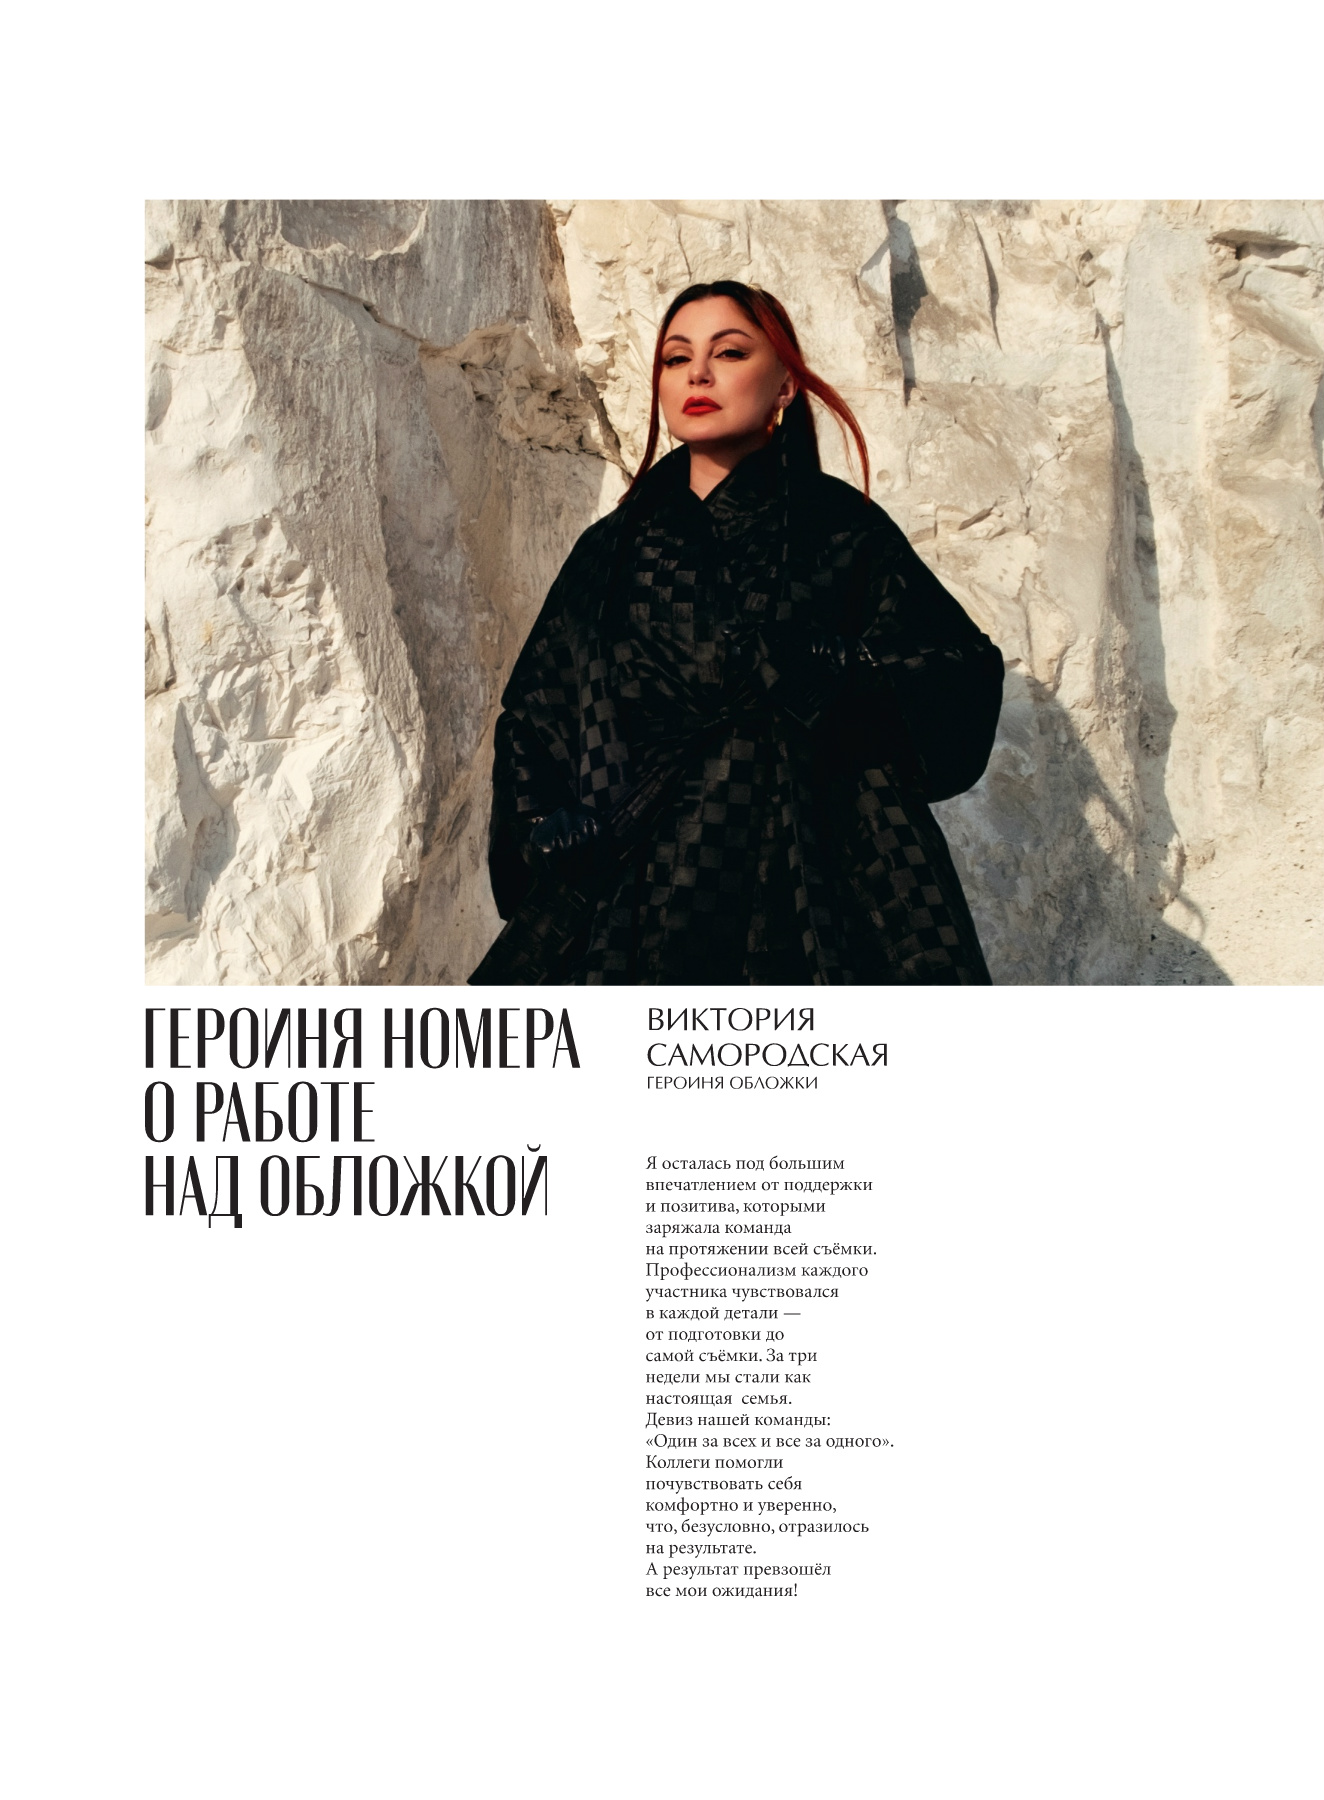 ГЕРОИНЯ НОМЕРА
О РАБОТЕ
НАД ОБЛОЖКОЙ
ВИКТОРИЯ
САМОРОДСКАЯ
ГЕРОИНЯ ОБЛОЖКИ
Я осталась под большим
впечатлением от поддержки
и позитива, которыми
заряжала команда
на протяжении всей съёмки.
Профессионализм каждого
участника чувствовался
в каждой детали —
от подготовки до
самой съёмки. За три
недели мы стали как
настоящая  семья.
Девиз нашей команды:
«Один за всех и все за одного».
Коллеги помогли
почувствовать себя
комфортно и уверенно,
что, безусловно, отразилось
на результате.
А результат превзошёл
все мои ожидания!